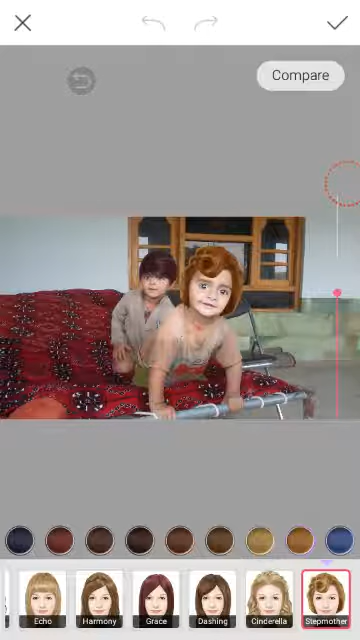 Compare
Echo
Harmony
Grace
Dashing
Cinderella
Stepmother